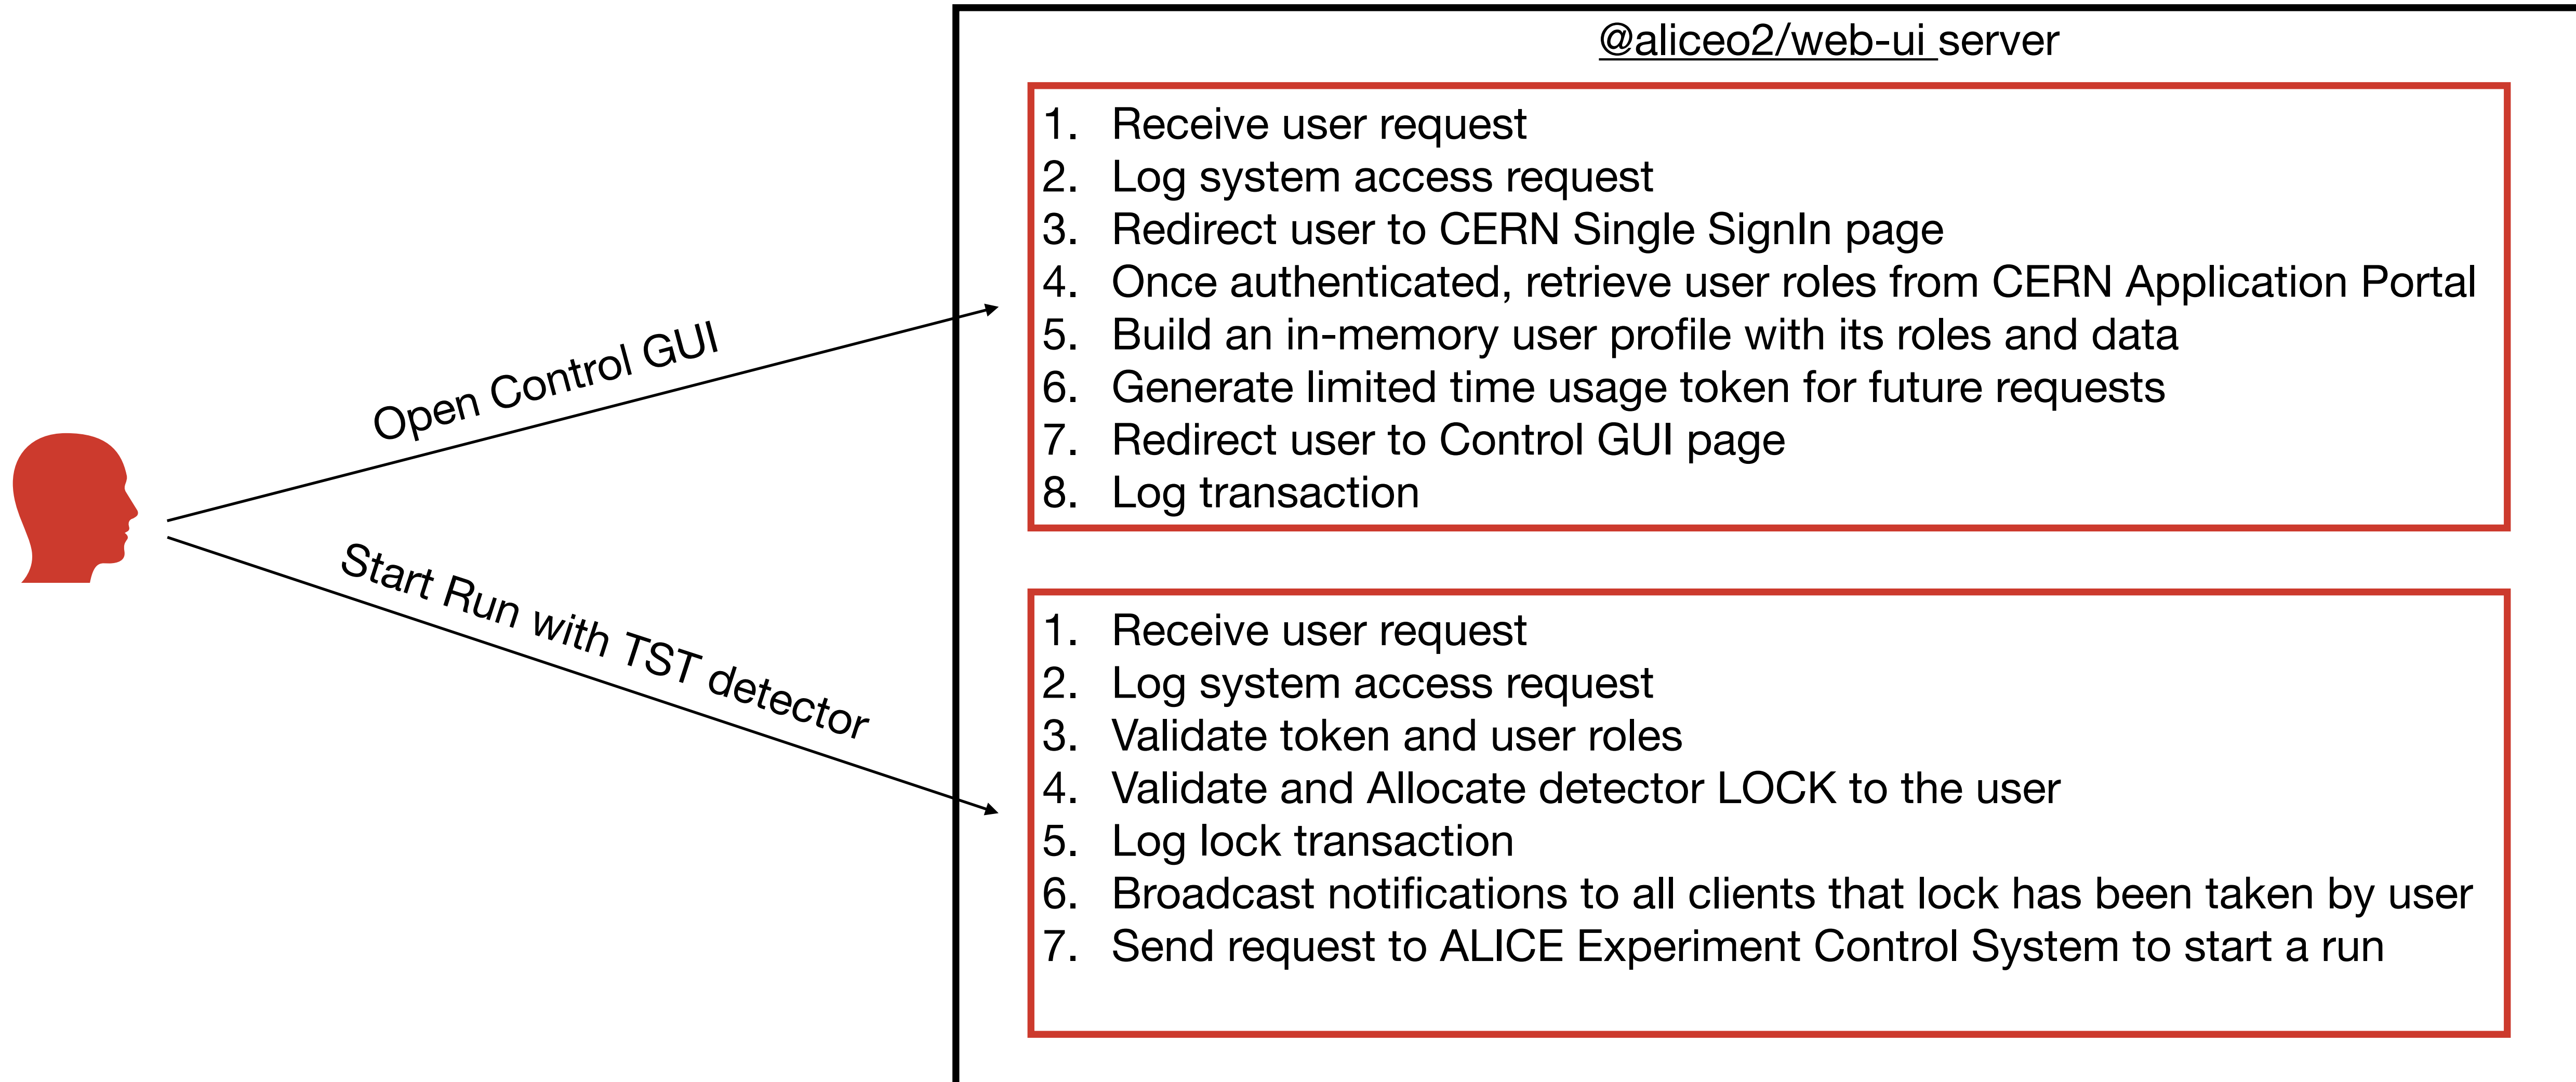 @aliceo2/web-ui server
1. Receive user request
2. Log system access request
3. Redirect user to CERN Single SignIn page
4. Once authenticated, retrieve user roles from CERN Application Portal
5. Build an in-memory user profile with its roles and data
6. Generate limited time usage token for future requests
7. Redirect user to Control GUI page
8. Log transaction
Open Control GUI
Start Run with TST detector
1. Receive user request
2. Log system access request
3. Validate token and user roles
4. Validate and Allocate detector LOCK to the user
5. Log lock transaction
6. Broadcast notifications to all clients that lock has been taken by user
7. Send request to ALICE Experiment Control System to start a run